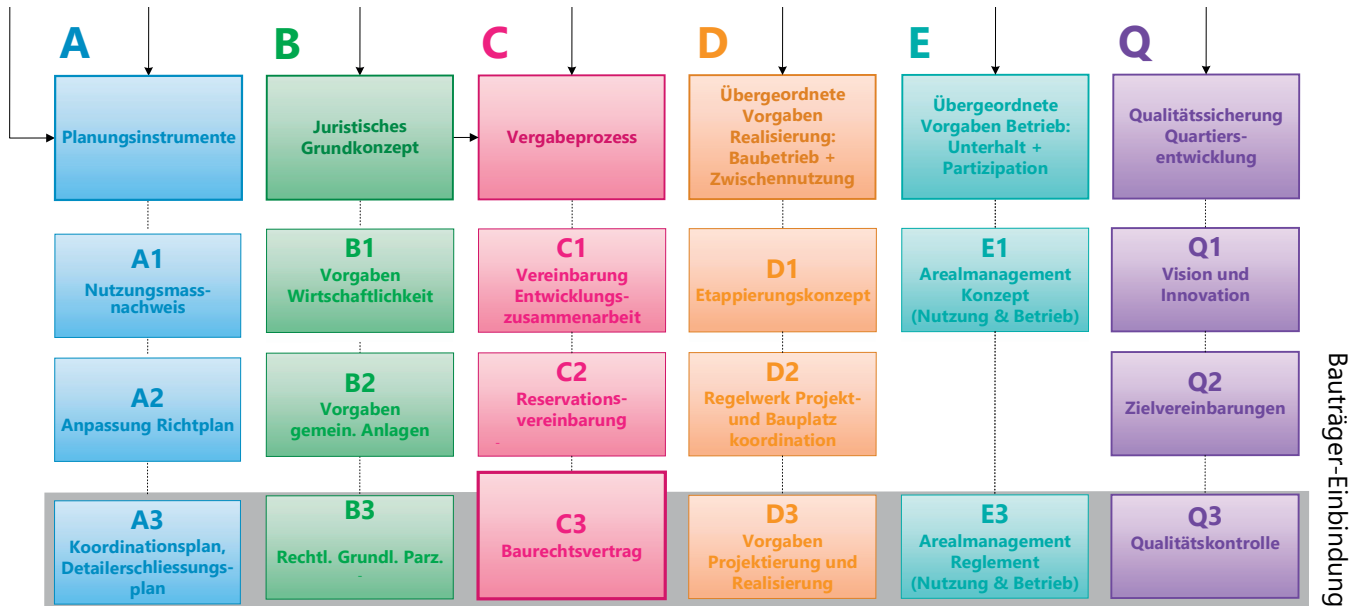 A
Planungsinstrumente
A1
Nutzungsmass-
nachweis
A2
Anpassung Richtplan
A3
Koordinationsplan,
Detailerschliessungs-
plan
B
Juristisches
Grundkonzept
B1
Vorgaben
Wirtschaftlichkeit
B2
Vorgaben
gemein. Anlagen
B3
Rechtl. Grundl. Parz.
-
C
Vergabeprozess
C1
Vereinbarung
Entwicklungs-
zusammenarbeit
C2
Reservations-
vereinbarung
-
C3
Baurechtsvertrag
D
Übergeordnete
Vorgaben
Realisierung:
Baubetrieb +
Zwischennutzung
D1
Etappierungskonzept
D2
Regelwerk Projekt-
und Bauplatz
koordination
D3
Vorgaben
Projektierung und
Realisierung
E
Übergeordnete
Vorgaben Betrieb:
Unterhalt +
Partizipation
E1
Arealmanagement
Konzept
(Nutzung & Betrieb)
E3
Arealmanagement
Reglement
(Nutzung & Betrieb)
Q
Qualitätssicherung
Quartiers-
entwicklung
Q1
Vision und
Innovation
Q2
Zielvereinbarungen
Q3
Qualitätskontrolle
Bauträger-Einbindung